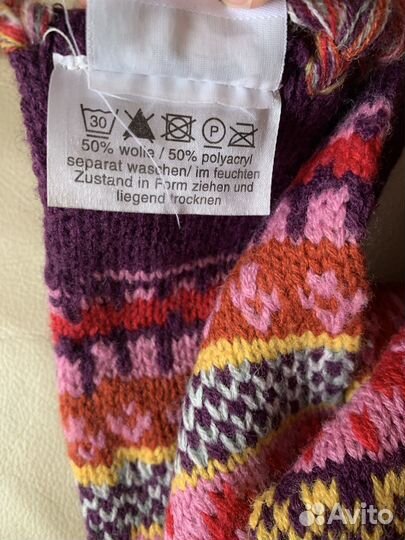 30 P
50% wolle / 50% polyacryl
separat waschen/ im feuchten
Zustand in Form ziehen und
liegend trocknen
Avito